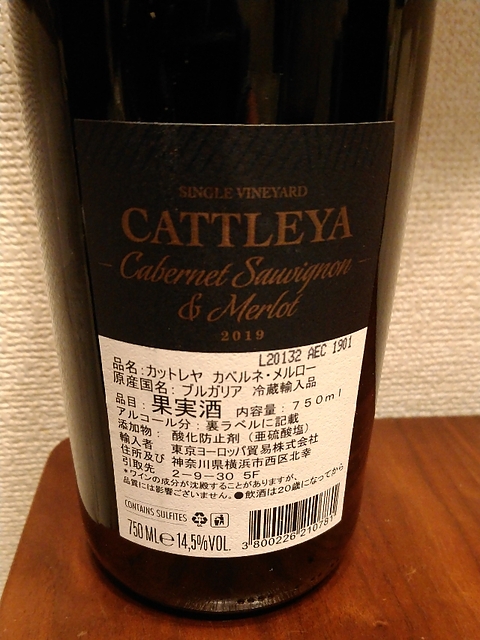 SINGLE VINEYARD
CATTLEYA
Cabernet Sauvignon
& Merlot
2019
L20132 AEC 1901
品名:カットレヤ カベルネ・メルロー
原産国名:ブルガリア 冷蔵輸入品
品目:果実酒 内容量:750ml
アルコール分:裏ラベルに記載
添加物: 酸化防止剤(亜硫酸塩)
輸入者 東京ヨーロッパ貿易株式会社
住所及び 神奈川県横浜市西区北幸
引取先 2-9-30 5F
*ワインの成分が沈殿することがありますが、
品質には影響ございません。●飲酒は20歳になってから
CONTAINS SULFITES
750 ML e 14,5%VOL.
3 800226 210781